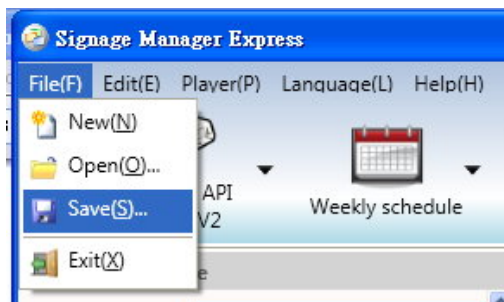 Signage Manager Express
File(F) Edit(E) Player(P) Language(L) Help(H)
New(N)
Open(O)...
Save(S)...
Exit(X)
API
V2
Weekly schedule